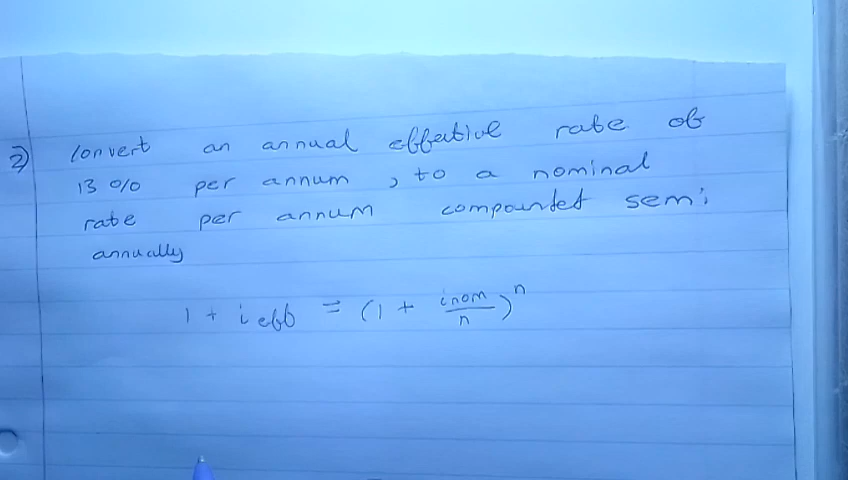 2) Convert an annual effective rate of
13 % per annum, to a nominal
rate per annum compounded semi
annually
1 + i eff = (1 + inom/n)^n